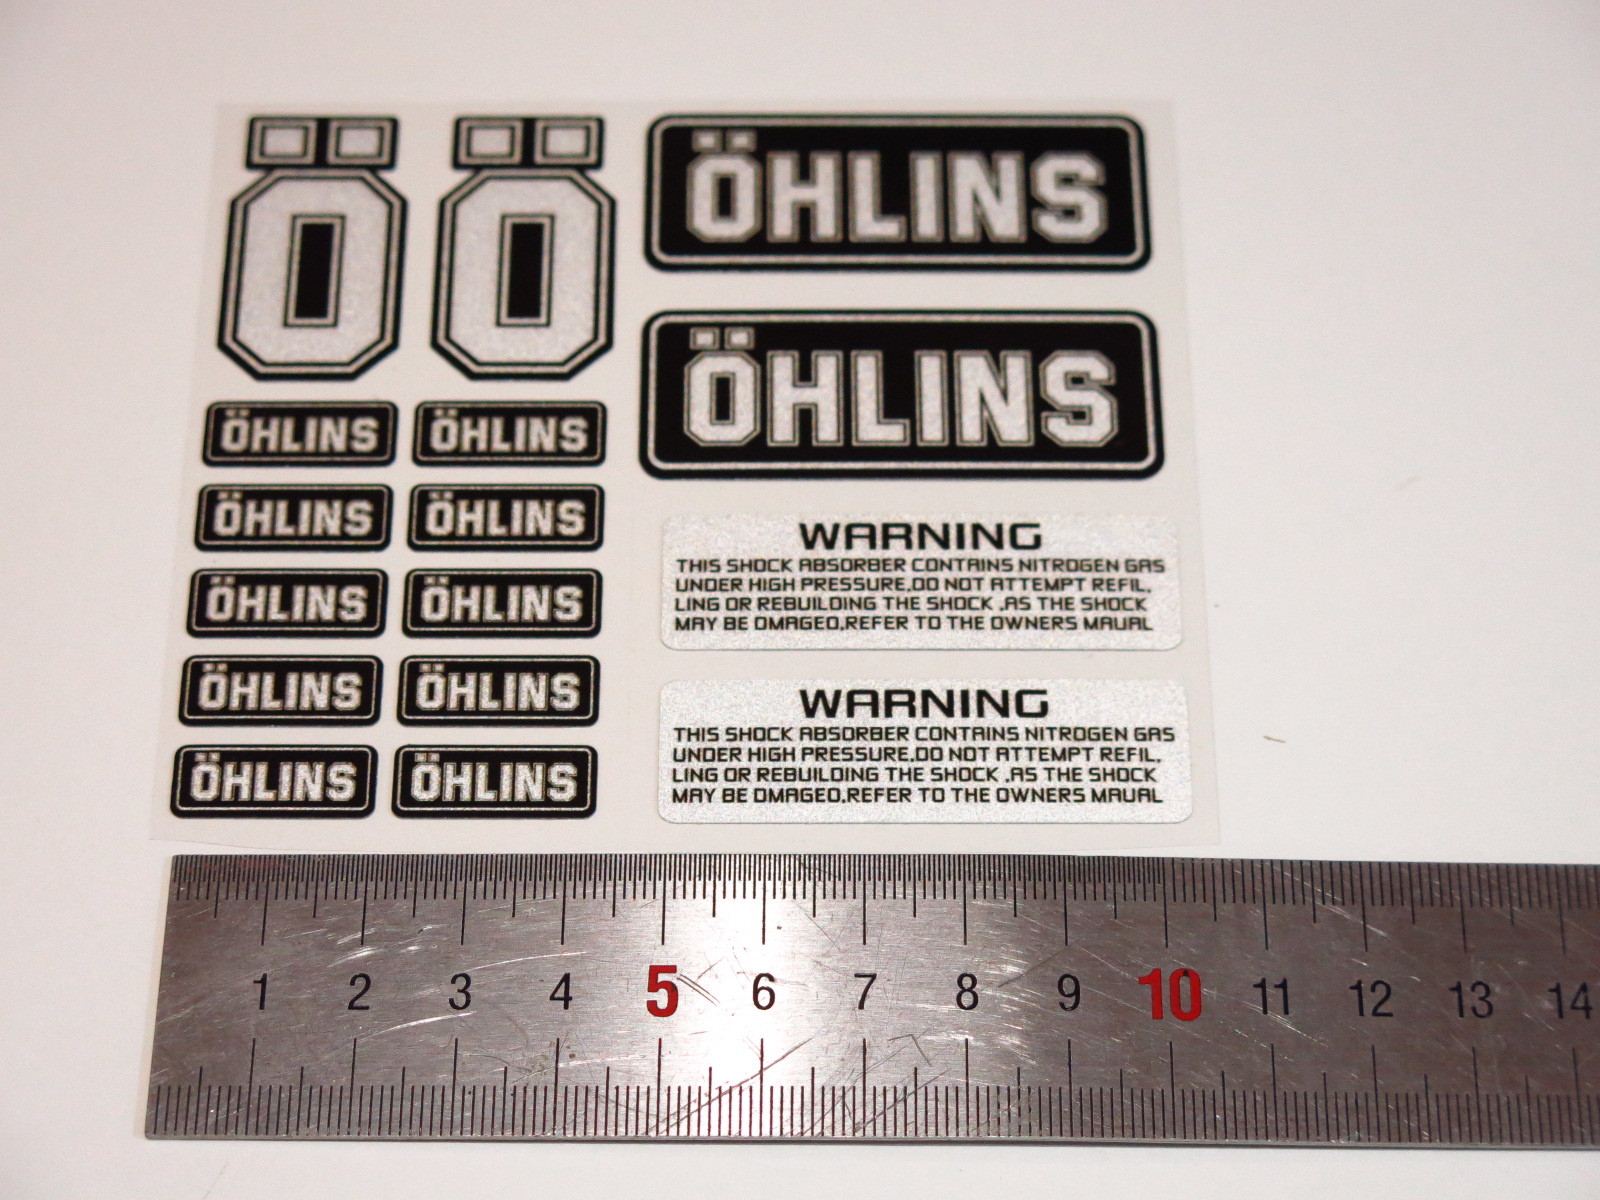 Ö Ö
ÖHLINS
ÖHLINS
ÖHLINS ÖHLINS
ÖHLINS ÖHLINS
ÖHLINS ÖHLINS
ÖHLINS ÖHLINS
ÖHLINS ÖHLINS
WARNING
THIS SHOCK ABSORBER CONTAINS NITROGEN GAS
UNDER HIGH PRESSURE,DO NOT ATTEMPT REFIL,
LING OR REBUILDING THE SHOCK ,AS THE SHOCK
MAY BE DMAGED,REFER TO THE OWNERS MAUAL
WARNING
THIS SHOCK ABSORBER CONTAINS NITROGEN GAS
UNDER HIGH PRESSURE,DO NOT ATTEMPT REFIL,
LING OR REBUILDING THE SHOCK ,AS THE SHOCK
MAY BE DMAGED,REFER TO THE OWNERS MAUAL
1 2 3 4 5 6 7 8 9 10 11 12 13 14